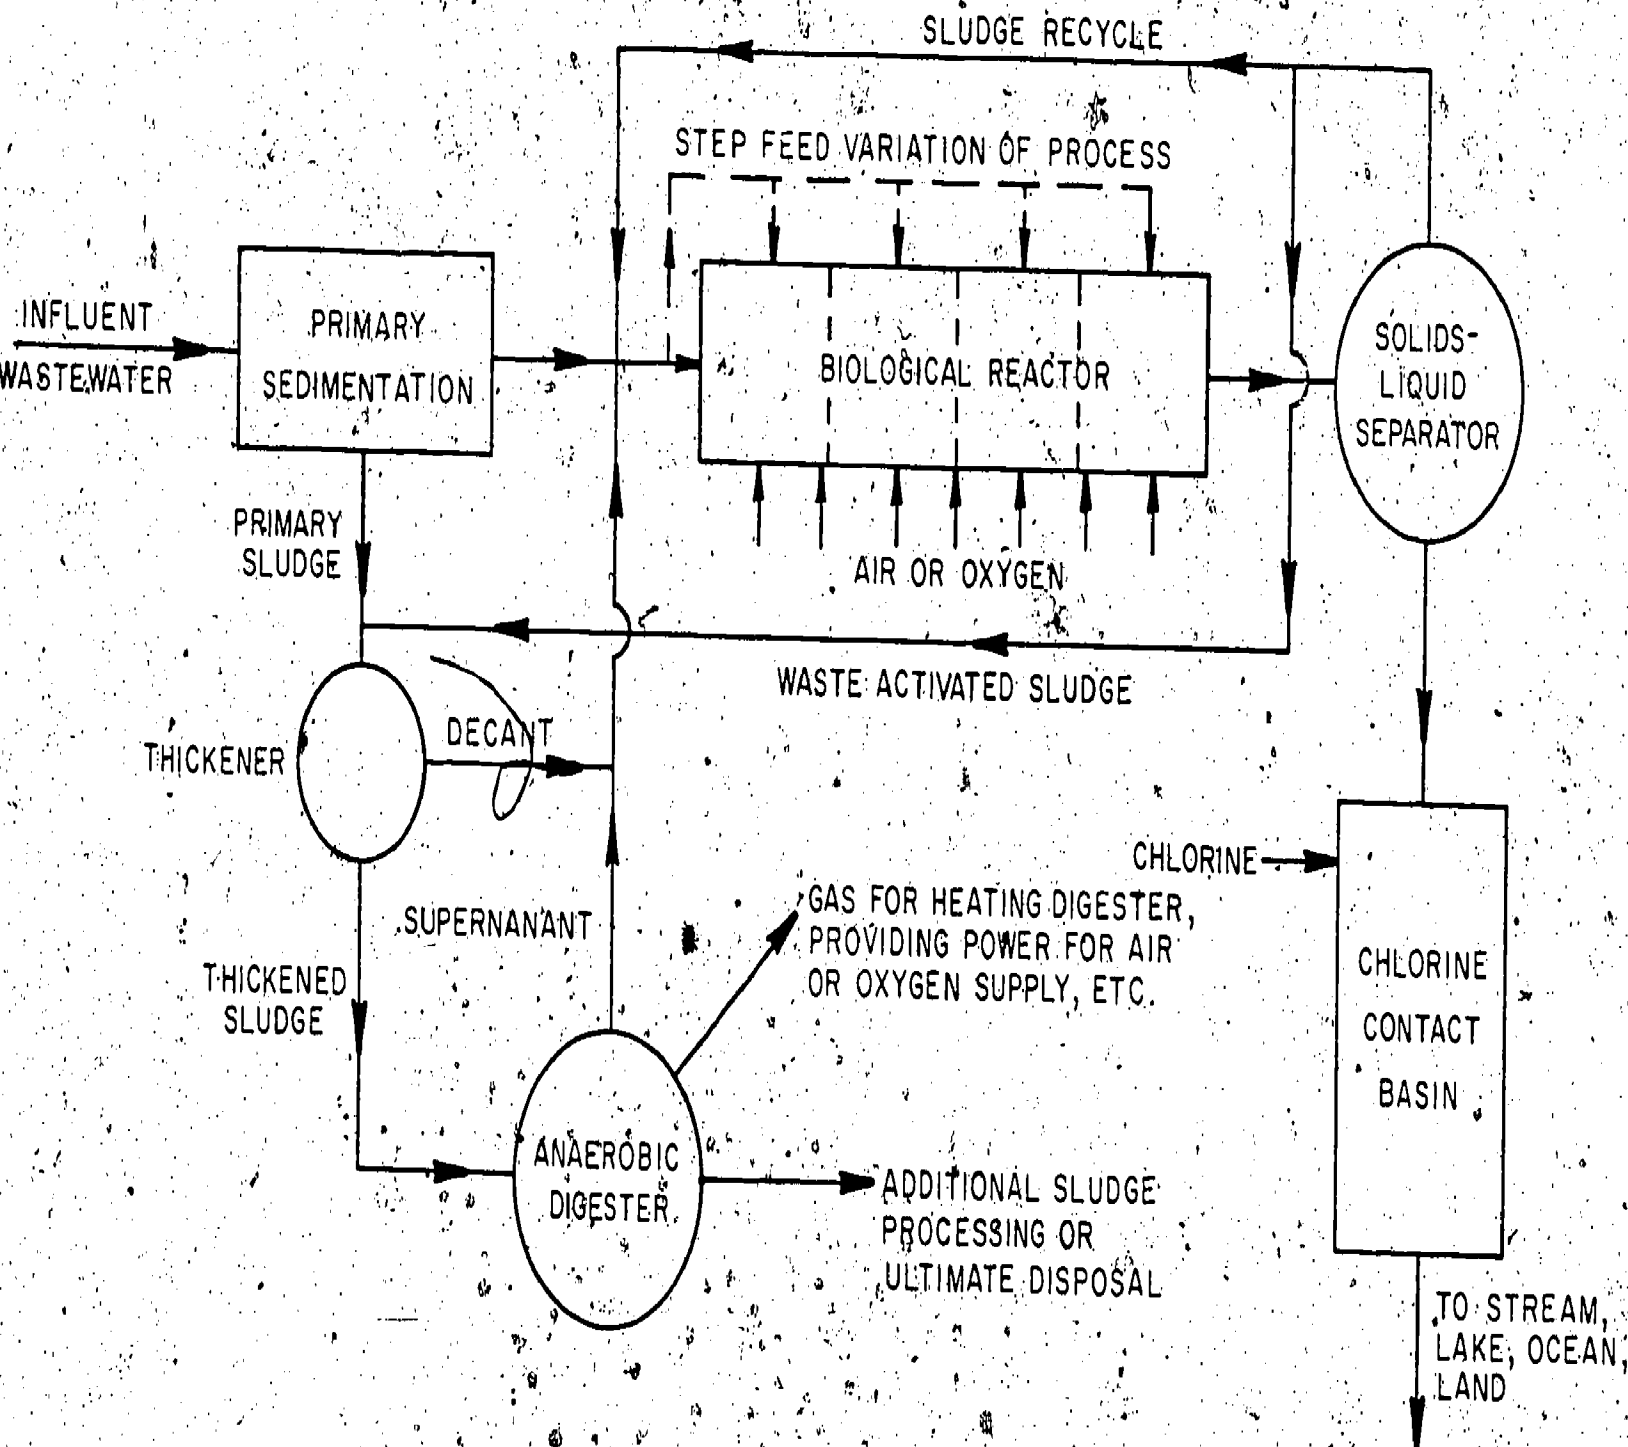 SLUDGE RECYCLE
STEP FEED VARIATION OF PROCESS
INFLUENT
WASTEWATER
PRIMARY
SEDIMENTATION
BIOLOGICAL REACTOR
SOLIDS-
LIQUID
SEPARATOR
PRIMARY
SLUDGE
AIR OR OXYGEN
WASTE ACTIVATED SLUDGE
THICKENER
DECANT
CHLORINE
GAS FOR HEATING DIGESTER,
PROVIDING POWER FOR AIR
OR OXYGEN SUPPLY, ETC.
SUPERNANANT
THICKENED
SLUDGE
CHLORINE
CONTACT
BASIN
ANAEROBIC
DIGESTER
ADDITIONAL SLUDGE
PROCESSING OR
ULTIMATE DISPOSAL
TO STREAM,
LAKE, OCEAN,
LAND